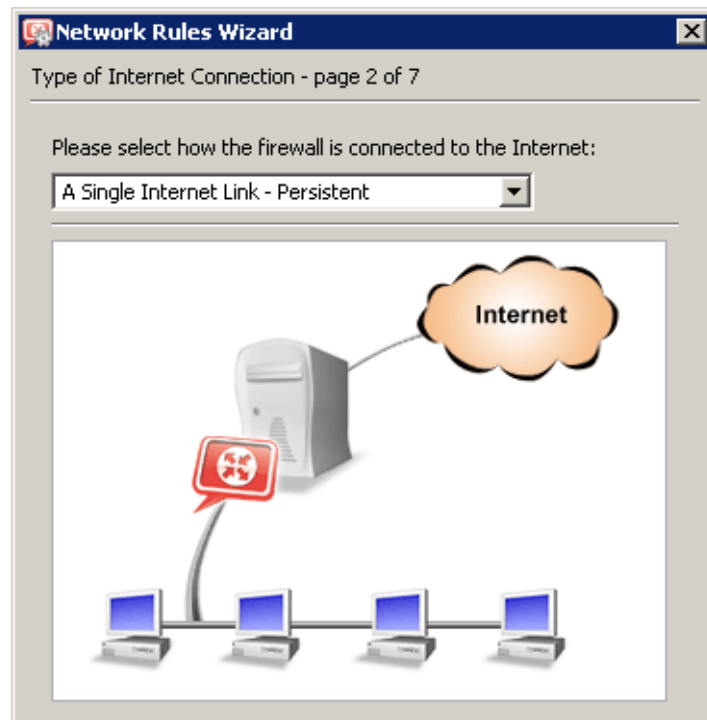 Network Rules Wizard
Type of Internet Connection - page 2 of 7
Please select how the firewall is connected to the Internet:
A Single Internet Link - Persistent
Internet